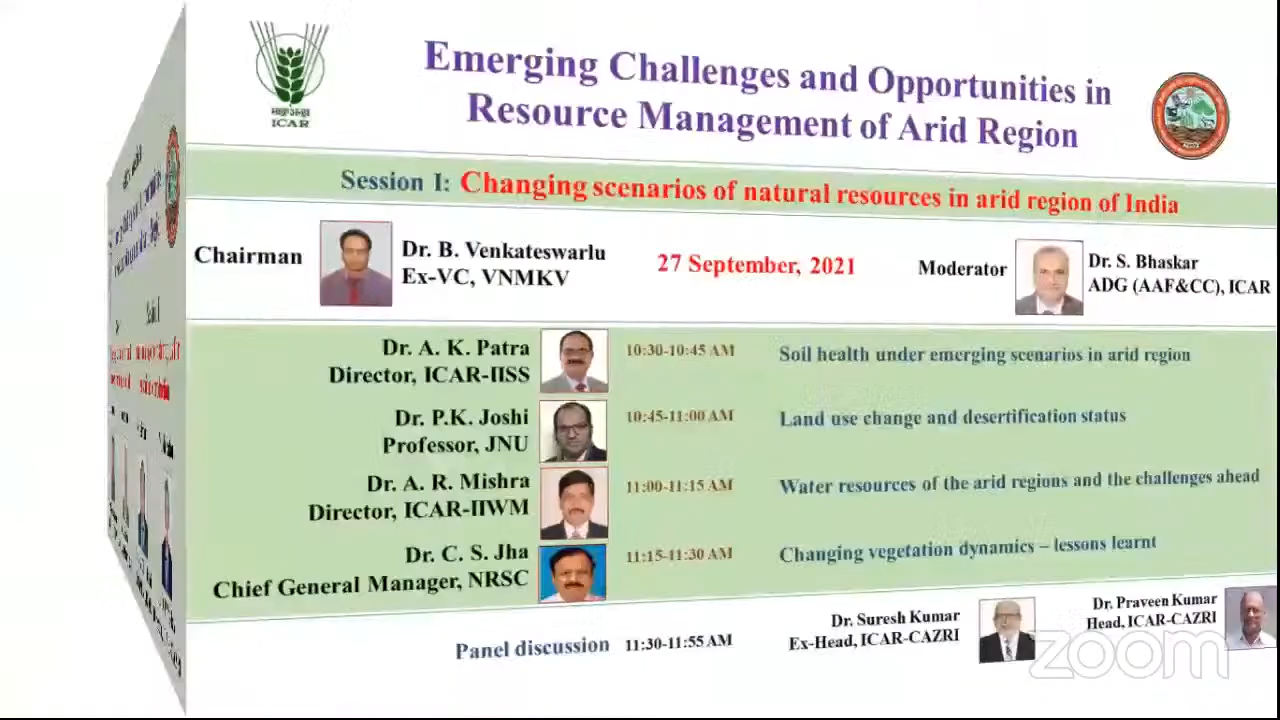 भाकृअनुप
ICAR
Emerging Challenges and Opportunities in
Resource Management of Arid Region
Session I: Changing scenarios of natural resources in arid region of India
Chairman
Dr. B. Venkateswarlu
Ex-VC, VNMKV
27 September, 2021
Moderator
Dr. S. Bhaskar
ADG (AAF&CC), ICAR
Dr. A. K. Patra
Director, ICAR-IISS
10:30-10:45 AM
Soil health under emerging scenarios in arid region
Dr. P.K. Joshi
Professor, JNU
10:45-11:00 AM
Land use change and desertification status
Dr. A. R. Mishra
Director, ICAR-IIWM
11:00-11:15 AM
Water resources of the arid regions and the challenges ahead
Dr. C. S. Jha
Chief General Manager, NRSC
11:15-11:30 AM
Changing vegetation dynamics – lessons learnt
Panel discussion
11:30-11:55 AM
Dr. Suresh Kumar
Ex-Head, ICAR-CAZRI
Dr. Praveen Kumar
Head, ICAR-CAZRI
zoom